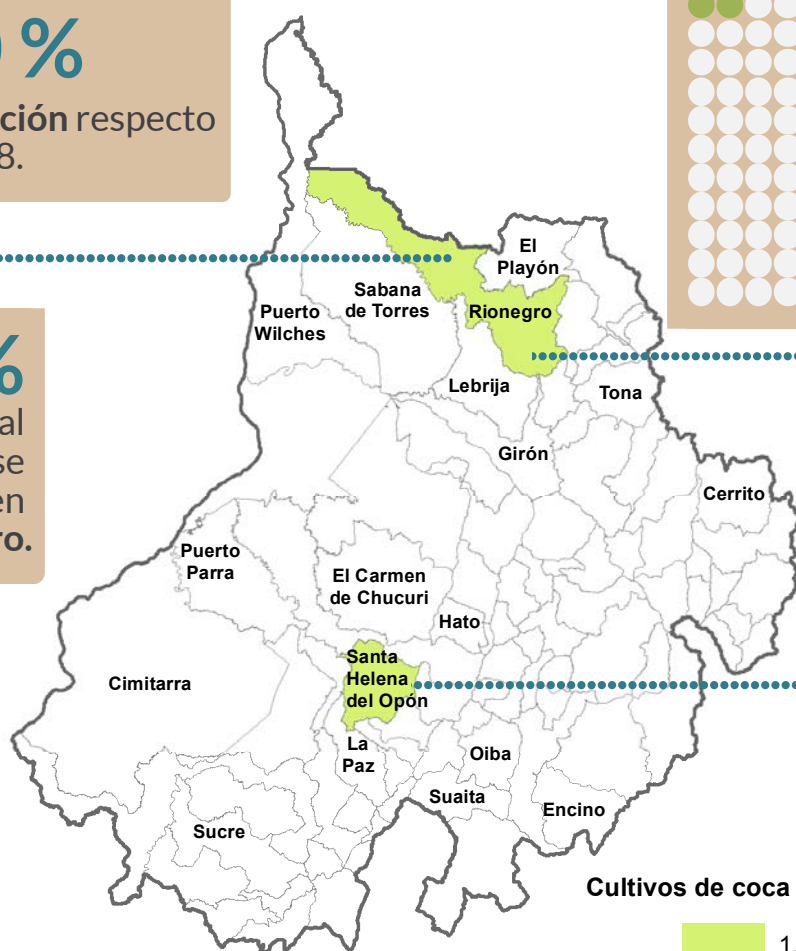 %
ción respecto
8.
El
Playón
Sabana
de Torres
Rionegro
Puerto
Wilches
%
al
se
en
ro.
Lebrija
Tona
Girón
Cerrito
Puerto
Parra
El Carmen
de Chucuri
Hato
Santa
Helena
del Opón
Cimitarra
La
Paz
Oiba
Suaita
Encino
Sucre
Cultivos de coca
1